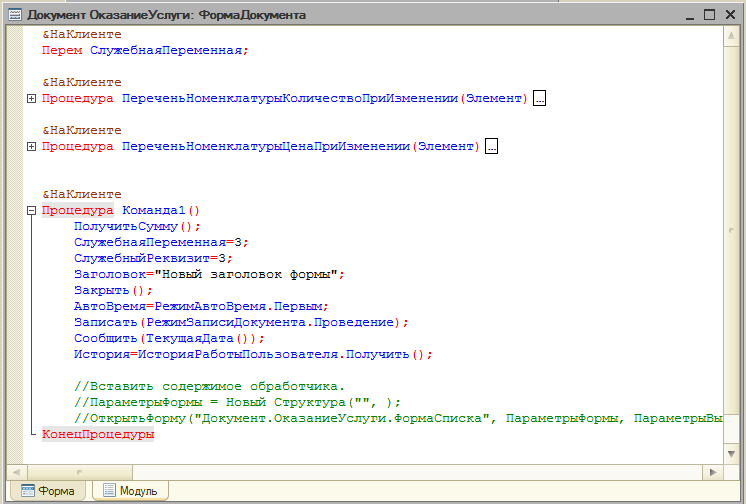 Документ ОказаниеУслуги: ФормаДокумента
&НаКлиенте
Перем СлужебнаяПеременная;
&НаКлиенте
Процедура ПереченьНоменклатурыКоличествоПриИзменении(Элемент) ...
&НаКлиенте
Процедура ПереченьНоменклатурыЦенаПриИзменении(Элемент) ...
&НаКлиенте
Процедура Команда1()
ПолучитьСумму();
СлужебнаяПеременная=3;
СлужебныйРеквизит=3;
Заголовок="Новый заголовок формы";
Закрыть();
АвтоВремя=РежимАвтоВремя.Первым;
Записать(РежимЗаписиДокумента.Проведение);
Сообщить(ТекущаяДата());
История=ИсторияРаботыПользователя.Получить();
//Вставить содержимое обработчика.
//ПараметрыФормы = Новый Структура("", );
//ОткрытьФорму("Документ.ОказаниеУслуги.ФормаСписка", ПараметрыФормы, ПараметрыВы
КонецПроцедуры
Форма Модуль